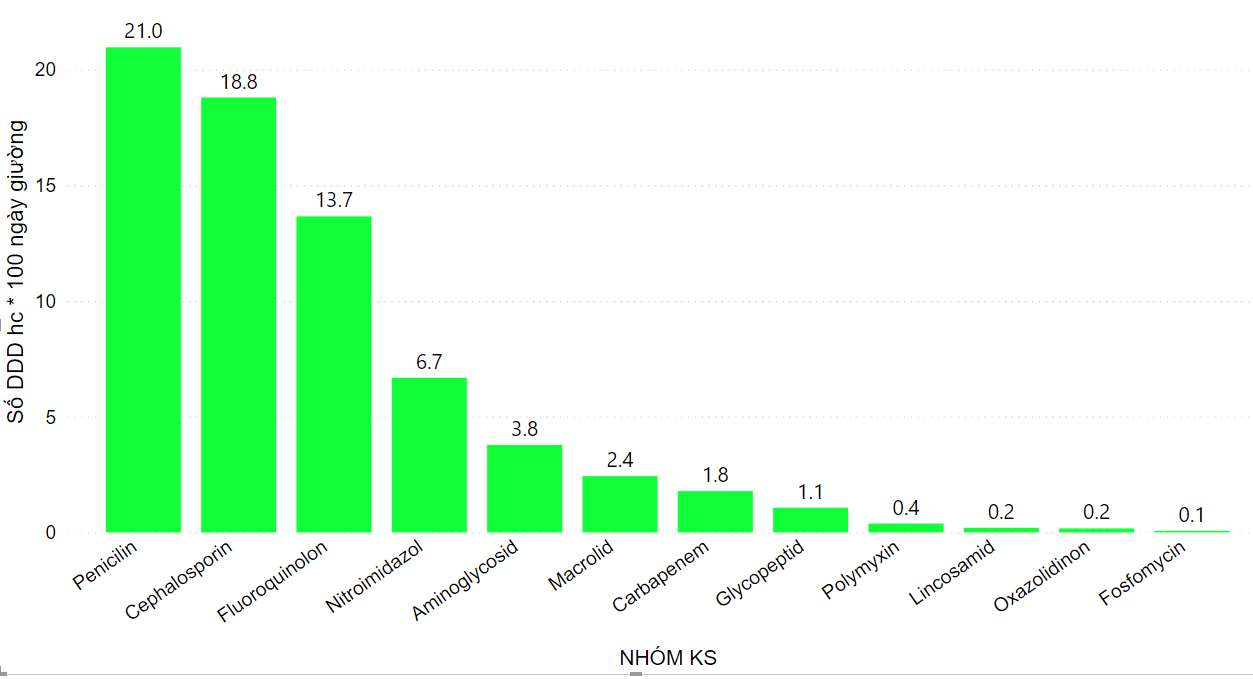 21.0
18.8
13.7
6.7
3.8
2.4
1.8
1.1
0.4
0.2
0.2
0.1
20
15
10
5
0
Số DDD hc * 100 ngày giường
Penicilin
Cephalosporin
Fluoroquinolon
Nitroimidazol
Aminoglycosid
Macrolid
Carbapenem
Glycopeptid
Polymyxin
Lincosamid
Oxazolidinon
Fosfomycin
NHÓM KS